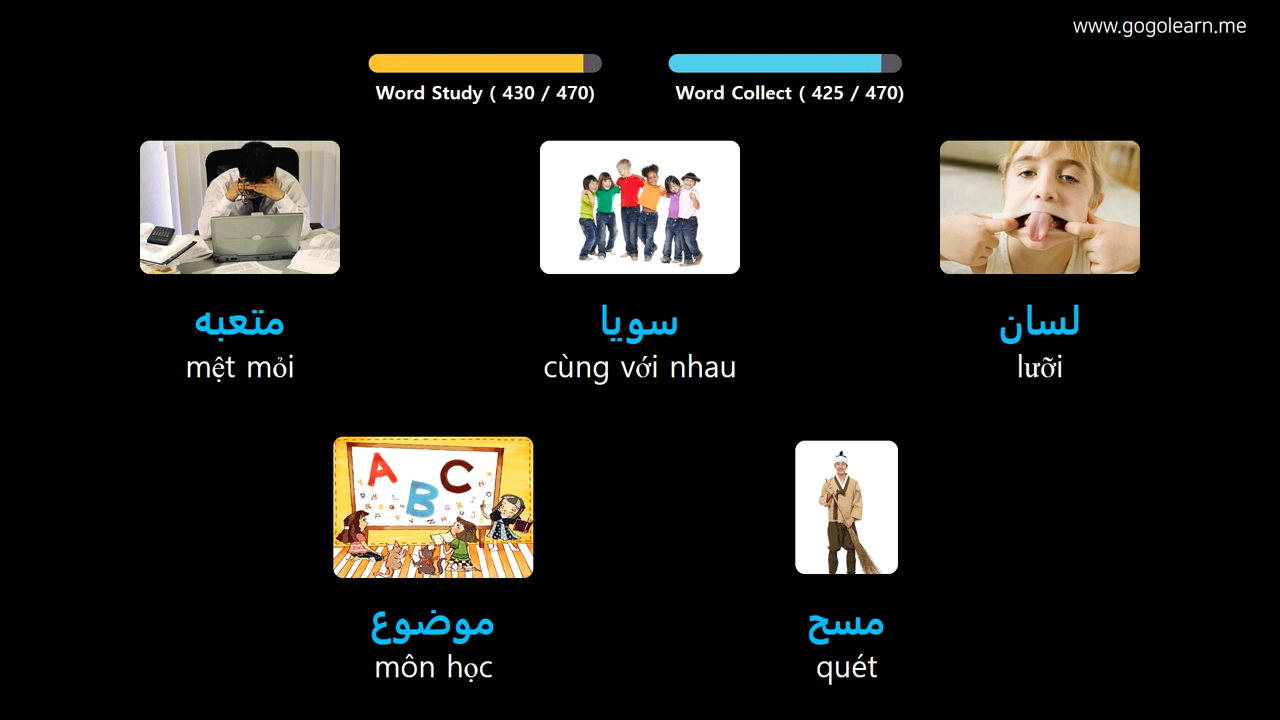 www.gogolearn.me
Word Study ( 430 / 470)
Word Collect ( 425 / 470)
متعبه
mệt mỏi
سويا
cùng với nhau
لسان
lưỡi
A B C
موضوع
môn học
مسح
quét